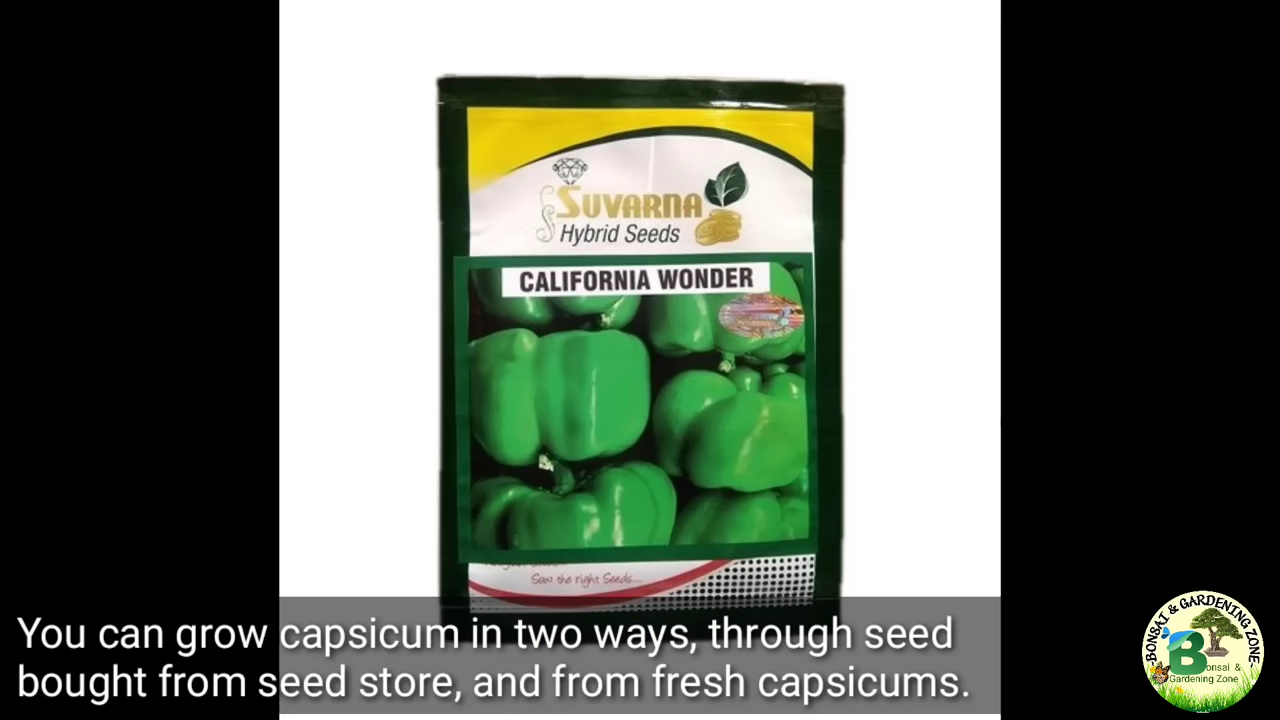 SUVARNA
Hybrid Seeds
CALIFORNIA WONDER
Sow the right Seeds....
You can grow capsicum in two ways, through seed
bought from seed store, and from fresh capsicums.
BONSAI & GARDENING ZONE
B onsai &
Gardening Zone